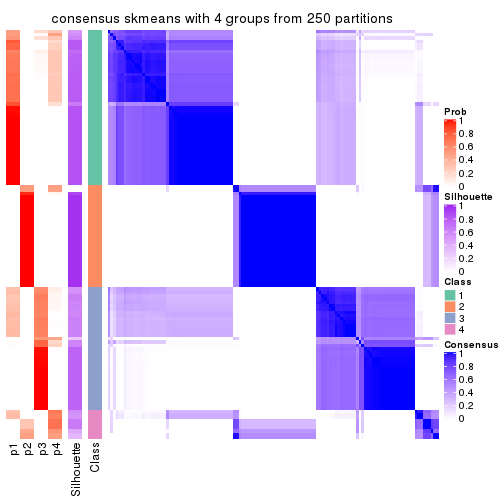 consensus skmeans with 4 groups from 250 partitions
Prob
1
0.8
0.6
0.4
0.2
0
Silhouette
1
0.8
0.6
0.4
0.2
0
Class
1
2
3
4
Consensus
1
0.8
0.6
0.4
0.2
0
p1
p2
p3
p4
Silhouette
Class